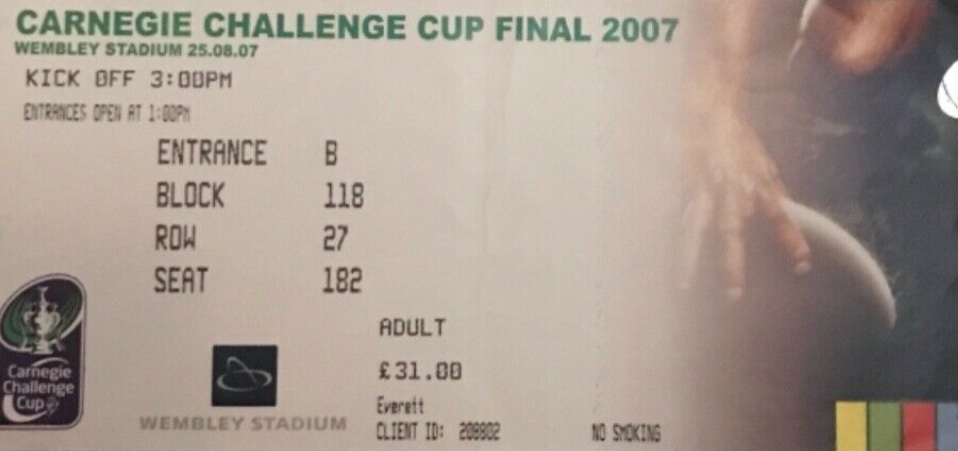 CARNEGIE CHALLENGE CUP FINAL 2007
WEMBLEY STADIUM 25.08.07
KICK OFF 3:00PM
ENTRANCES OPEN AT 1:00PM
ENTRANCE B
BLOCK 118
ROW 27
SEAT 182
ADULT
£31.00
Everett
CLIENT ID: 208802
NO SMOKING
Carnegie
Challenge
Cup
WEMBLEY STADIUM